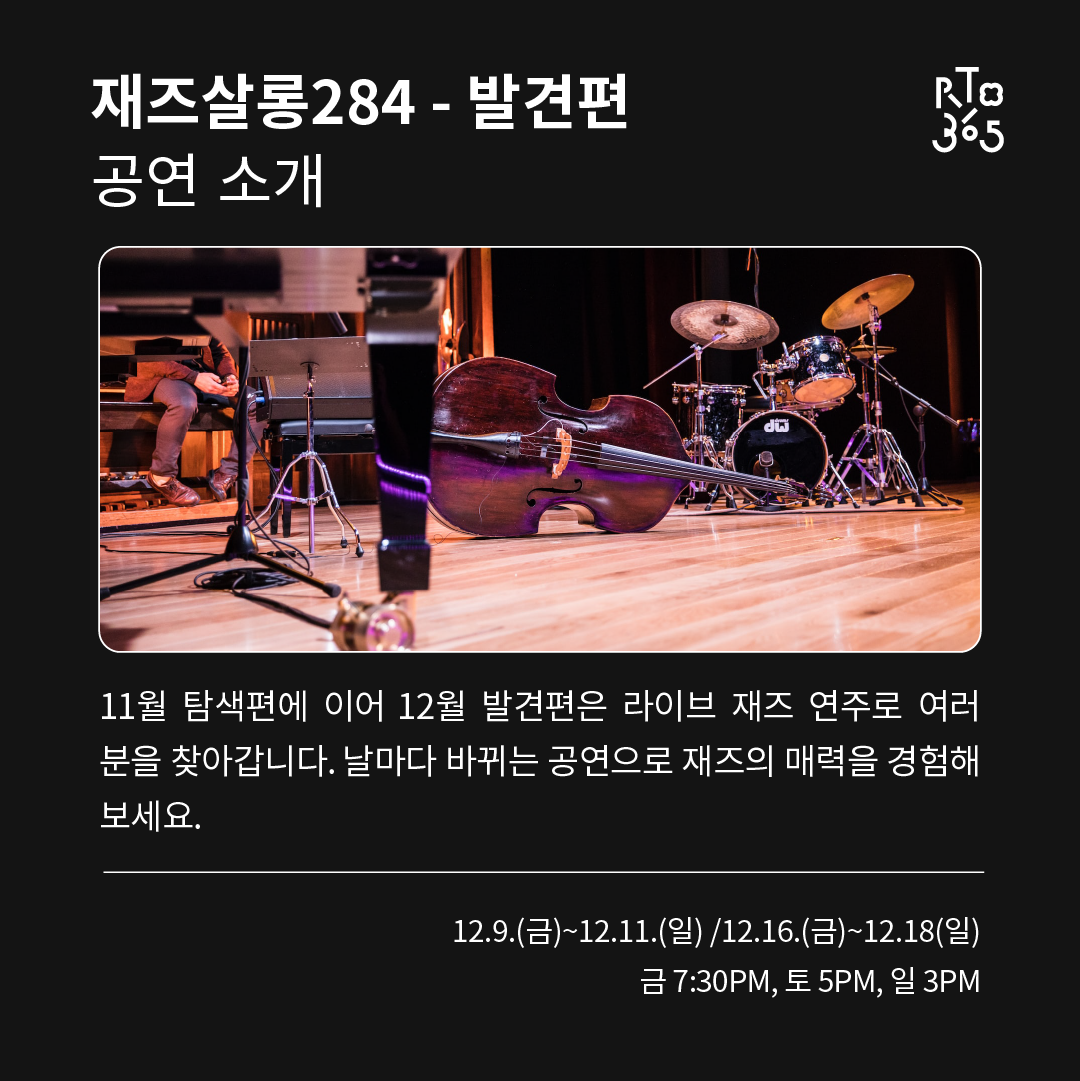 재즈살롱284 - 발견편
공연 소개
RTO
365
dw
11월 탐색편에 이어 12월 발견편은 라이브 재즈 연주로 여러
분을 찾아갑니다. 날마다 바뀌는 공연으로 재즈의 매력을 경험해
보세요.
12.9.(금)~12.11.(일) /12.16.(금)~12.18(일)
금 7:30PM, 토 5PM, 일 3PM